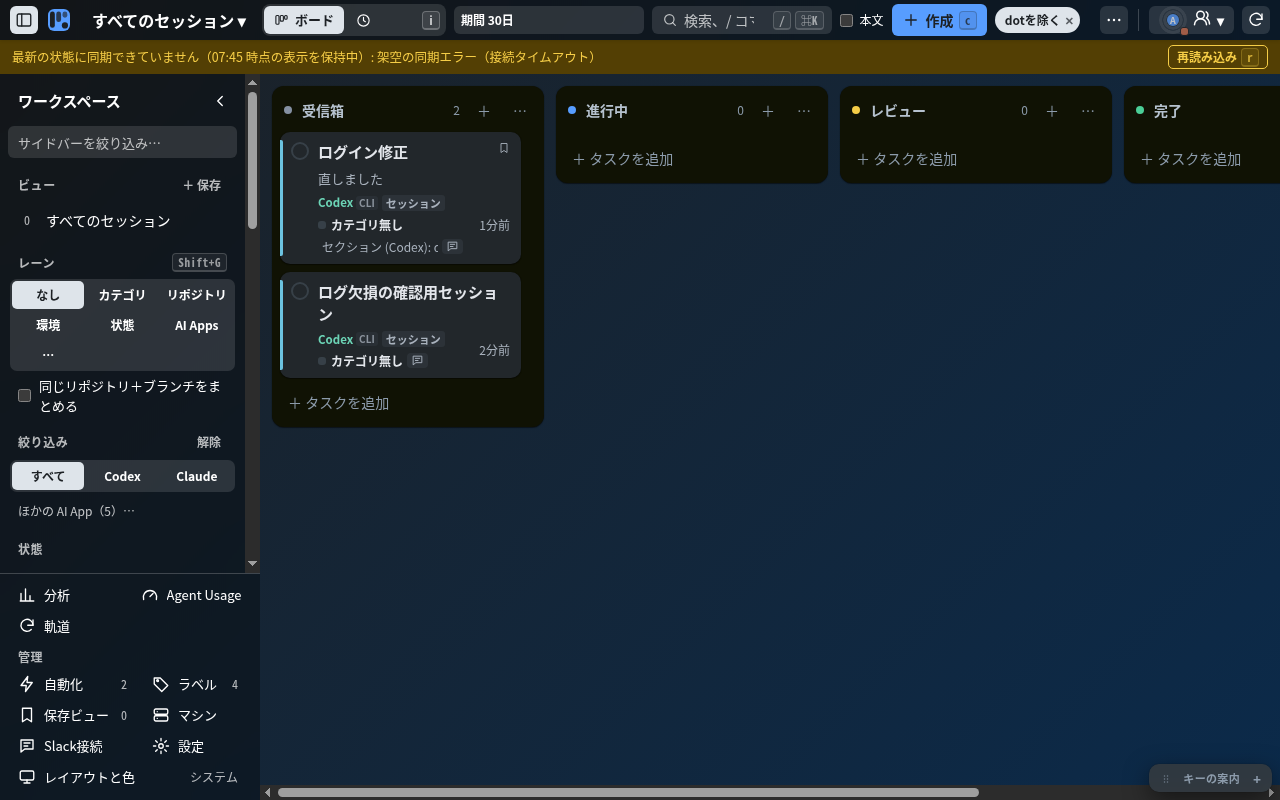 すべてのセッション ▾
ボード
i
期間 30日
検索、/ コマ
/
⌘K
本文
＋ 作成 c
dotを除く ×
…
A
▾
最新の状態に同期できていません（07:45 時点の表示を保持中）: 架空の同期エラー（接続タイムアウト）
再読み込み r
ワークスペース
サイドバーを絞り込み…
ビュー
＋ 保存
0 すべてのセッション
レーン
Shift+G
なし カテゴリ リポジトリ
環境 状態 AI Apps
…
同じリポジトリ＋ブランチをま
とめる
絞り込み
解除
すべて Codex Claude
ほかの AI App（5）…
状態
分析
Agent Usage
軌道
管理
自動化 2
ラベル 4
保存ビュー 0
マシン
Slack接続
設定
レイアウトと色
システム
受信箱 2 ＋ …
ログイン修正
直しました
Codex CLI セッション
カテゴリ無し
1分前
セクション (Codex):
ログ欠損の確認用セッショ
ン
Codex CLI セッション
カテゴリ無し
2分前
＋ タスクを追加
進行中 0 ＋ …
＋ タスクを追加
レビュー 0 ＋ …
＋ タスクを追加
完了
＋ タスクを追加
キーの案内 +